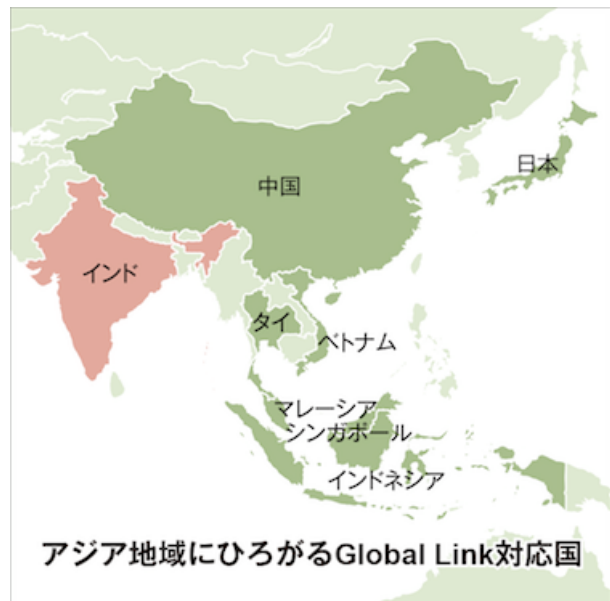 中国
日本
インド
タイ
ベトナム
マレーシア
シンガポール
インドネシア
アジア地域にひろがるGlobal Link対応国